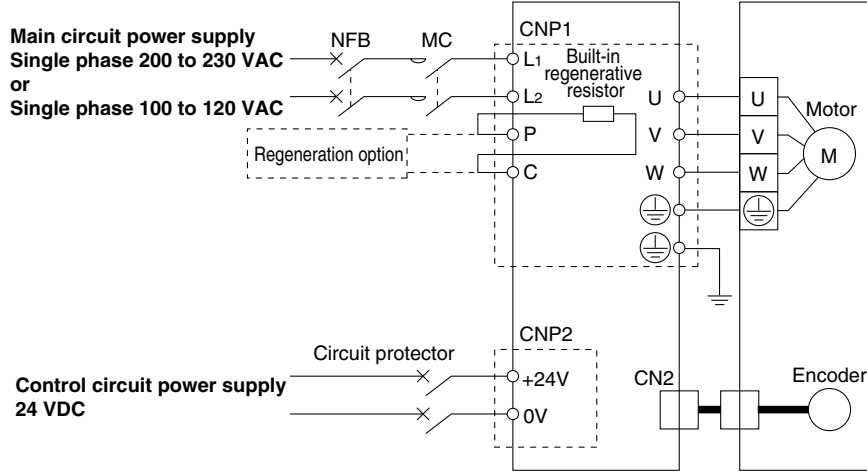 Main circuit power supply
Single phase 200 to 230 VAC
or
Single phase 100 to 120 VAC
NFB
MC
CNP1
L1
L2
P
C
Built-in
regenerative
resistor
Regeneration option
U
V
W
U
V
W
Motor
M
Control circuit power supply
24 VDC
Circuit protector
CNP2
+24V
0V
CN2
Encoder